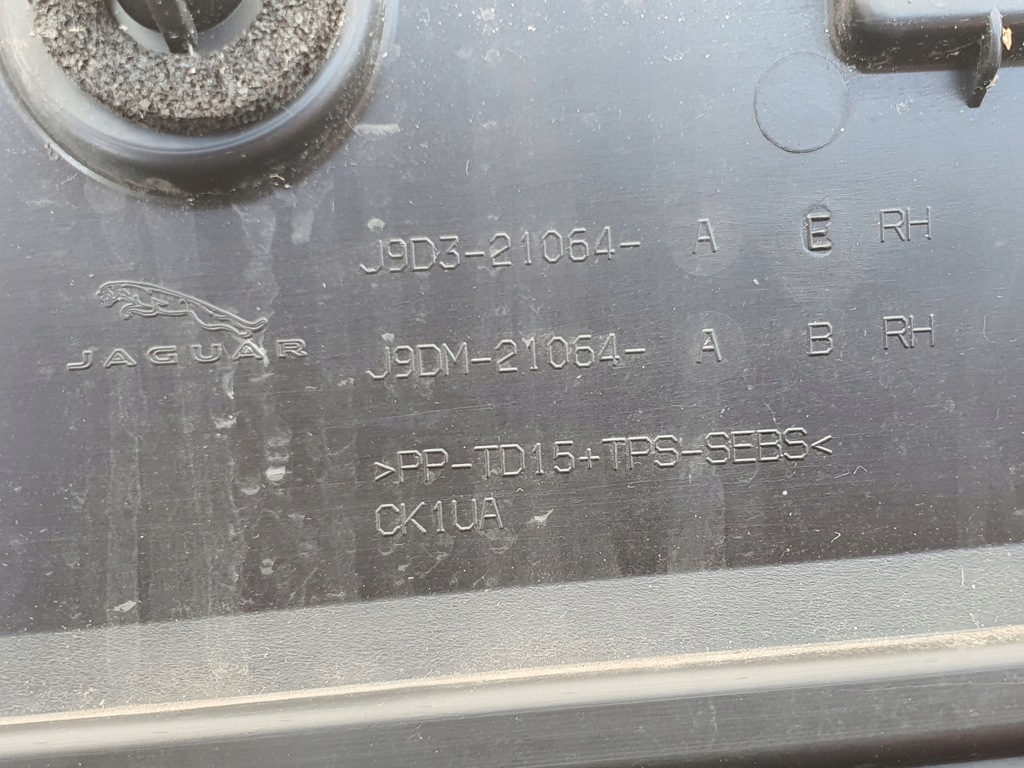 J9D3-21064- A E RH
JAGUAR
J9DM-21064- A B RH
>PP-TD15+TPS-SEBS<
CK1UA